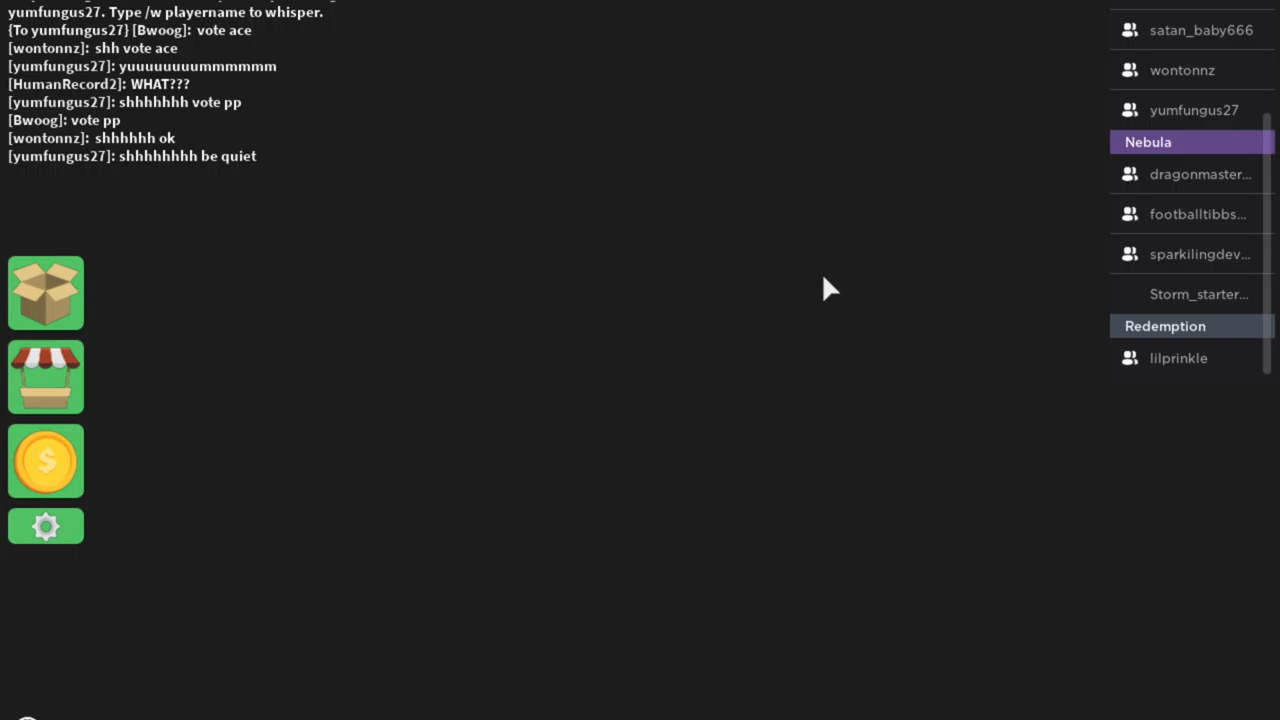 yumfungus27. Type /w playername to whisper.
{To yumfungus27} [Bwoog]: vote ace
[wontonnz]: shh vote ace
[yumfungus27]: yuuuuuuummmmmm
[HumanRecord2]: WHAT???
[yumfungus27]: shhhhhhh vote pp
[Bwoog]: vote pp
[wontonnz]: shhhhhh ok
[yumfungus27]: shhhhhhhh be quiet
$
satan_baby666
wontonnz
yumfungus27
Nebula
dragonmaster...
footballtibbs...
sparkilingdev...
Storm_starter...
Redemption
lilprinkle